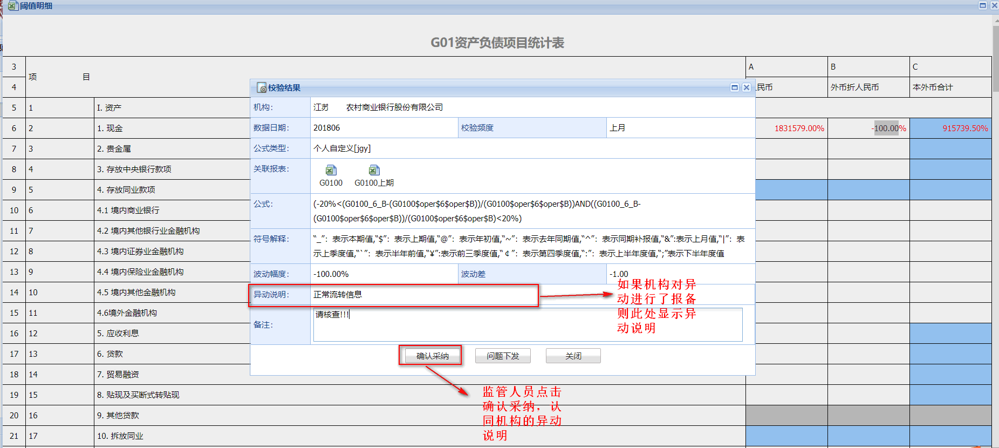 阈值明细
G01资产负债项目统计表
3 项 目 A B C
4 民币 外币折人民币 本外币合计
5 1 I. 资产
6 2 1. 现金 1831579.00% -100.00% 915739.50%
7 3 2. 贵金属
8 4 3. 存放中央银行款项
9 5 4. 存放同业款项
10 6 4.1 境内商业银行
11 7 4.2 境内其他银行业金融机构
12 8 4.3 境内证券业金融机构
13 9 4.4 境内保险业金融机构
14 10 4.5 境内其他金融机构
15 11 4.6境外金融机构
16 12 5. 应收利息
17 13 6. 贷款
18 14 7. 贸易融资
19 15 8. 贴现及买断式转贴现
20 16 9. 其他贷款
21 17 10. 拆放同业
校验结果
机构: 江苏 农村商业银行股份有限公司
数据日期: 201806 校验频度 上月
公式类型: 个人自定义[jgy]
关联报表:
G0100 G0100上期
公式: (-20%<(G0100_6_B-(G0100$oper$6$oper$B))/(G0100$oper$6$oper$B))AND((G0100_6_B-
(G0100$oper$6$oper$B))/(G0100$oper$6$oper$B)<20%)
符号解释: “_”: 表示本期值,“$”: 表示上期值,“@”: 表示年初值,“~”: 表示去年同期值,“^”: 表示同期补报值,“&”:表示上月值,“|”: 表
示上季度值,“`”: 表示半年前值,“¥”:表示前三季度值,“￠”: 表示第四季度值,“:”: 表示上半年度值,“;”表示下半年度值
波动幅度: -100.00% 波动差 -1.00
异动说明: 正常流转信息
备注: 请核查!!!
确认采纳 问题下发 关闭
如果机构对异
动进行了报备
则此处显示异
动说明
监管人员点击
确认采纳，认
同机构的异动
说明